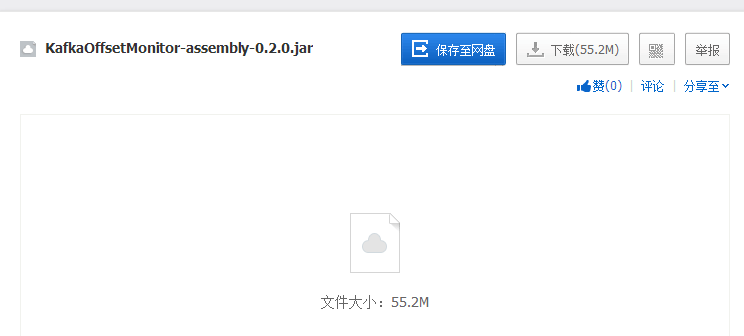 KafkaOffsetMonitor-assembly-0.2.0.jar
保存至网盘
下载(55.2M)
举报
赞(0)
评论
分享至
文件大小：55.2M